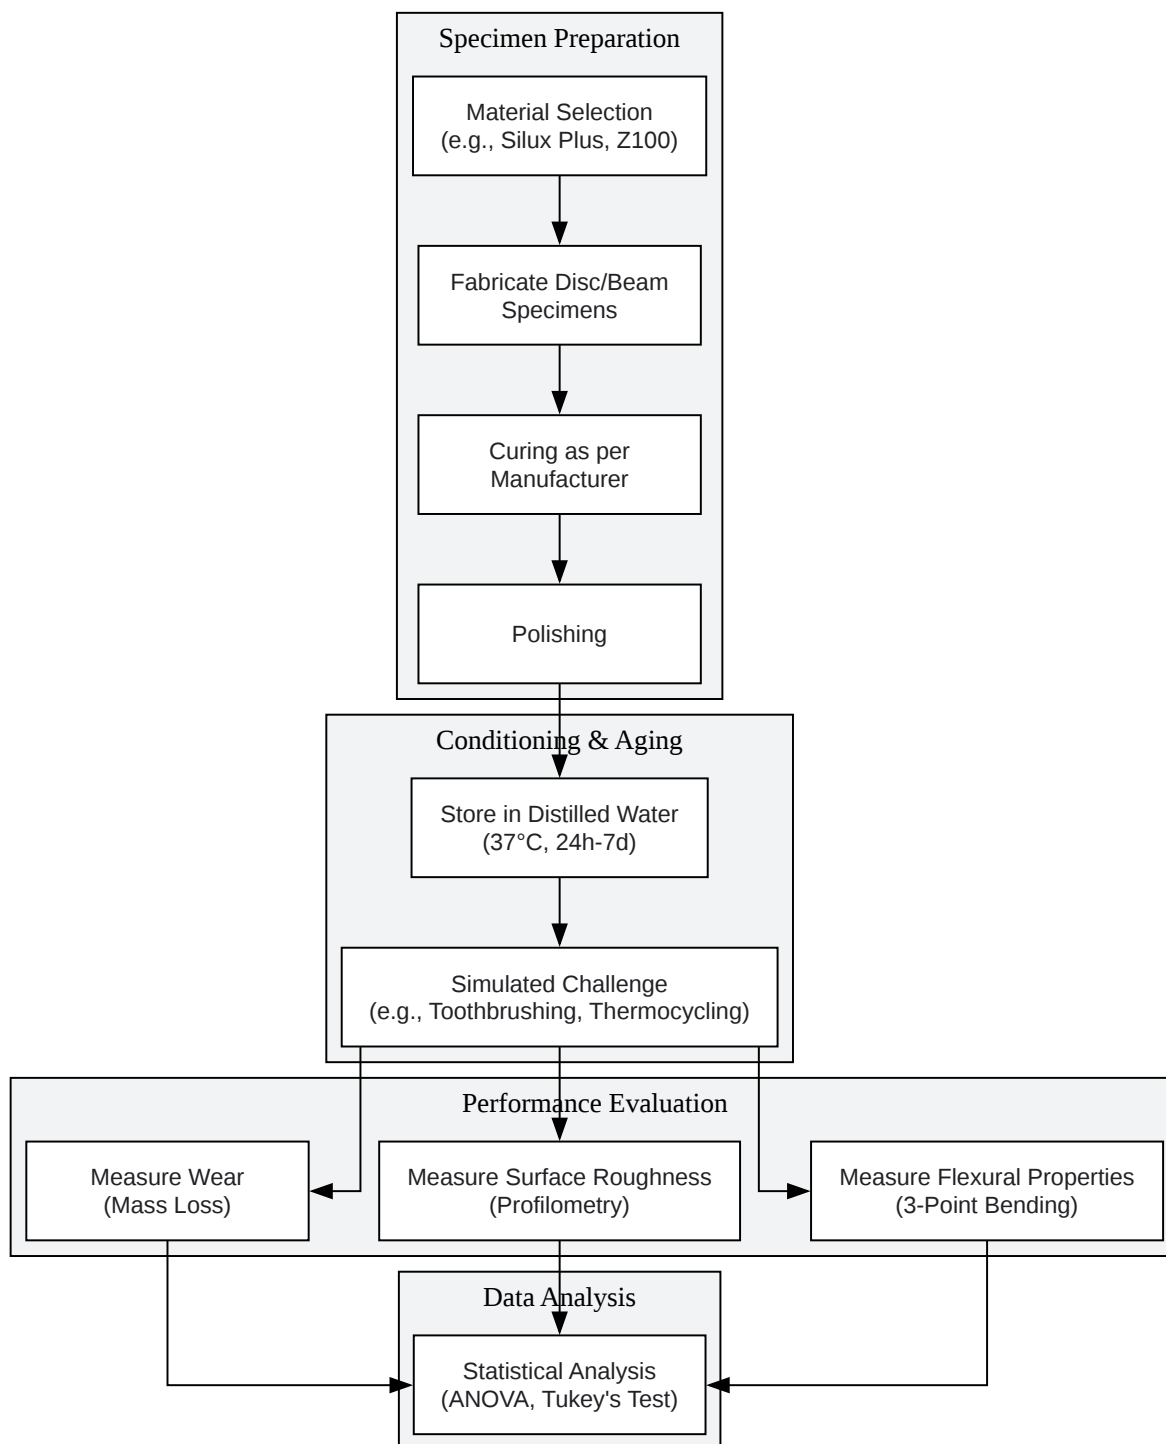 Specimen Preparation
Material Selection
(e.g., Silux Plus, Z100)
Fabricate Disc/Beam
Specimens
Curing as per
Manufacturer
Polishing
Conditioning & Aging
Store in Distilled Water
(37°C, 24h-7d)
Simulated Challenge
(e.g., Toothbrushing, Thermocycling)
Performance Evaluation
Measure Wear
(Mass Loss)
Measure Surface Roughness
(Profilometry)
Measure Flexural Properties
(3-Point Bending)
Data Analysis
Statistical Analysis
(ANOVA, Tukey's Test)